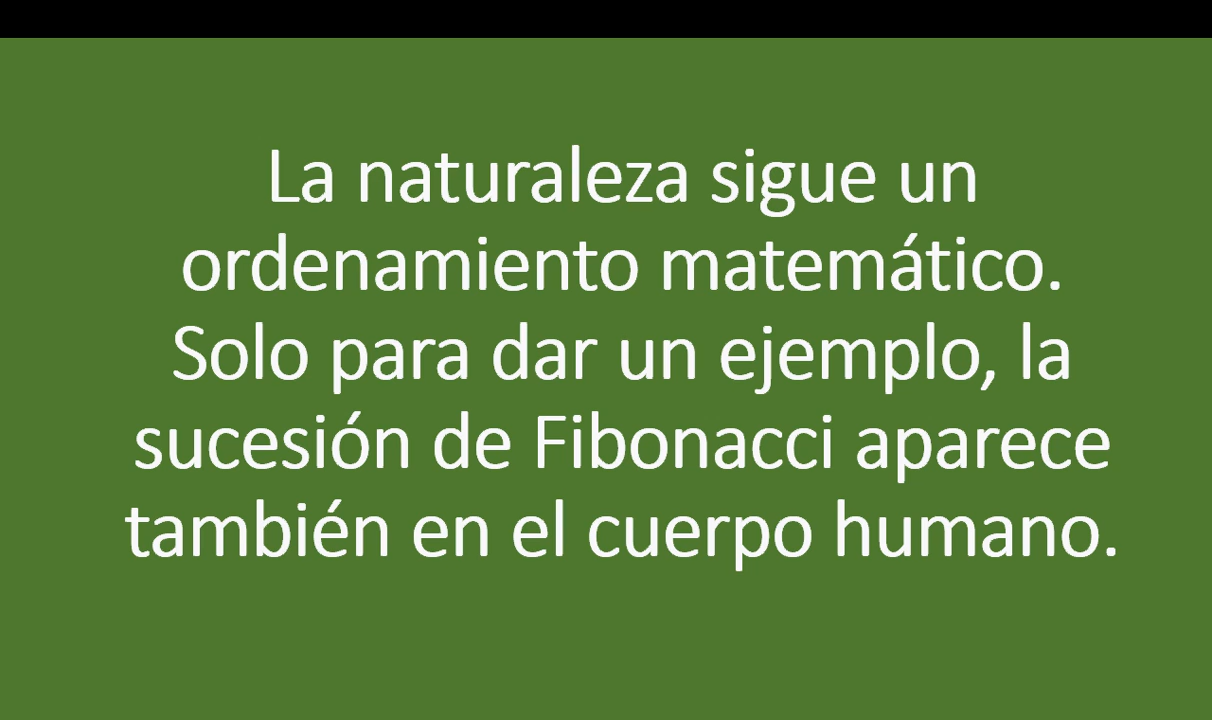 La naturaleza sigue un
ordenamiento matemático.
Solo para dar un ejemplo, la
sucesión de Fibonacci aparece
también en el cuerpo humano.